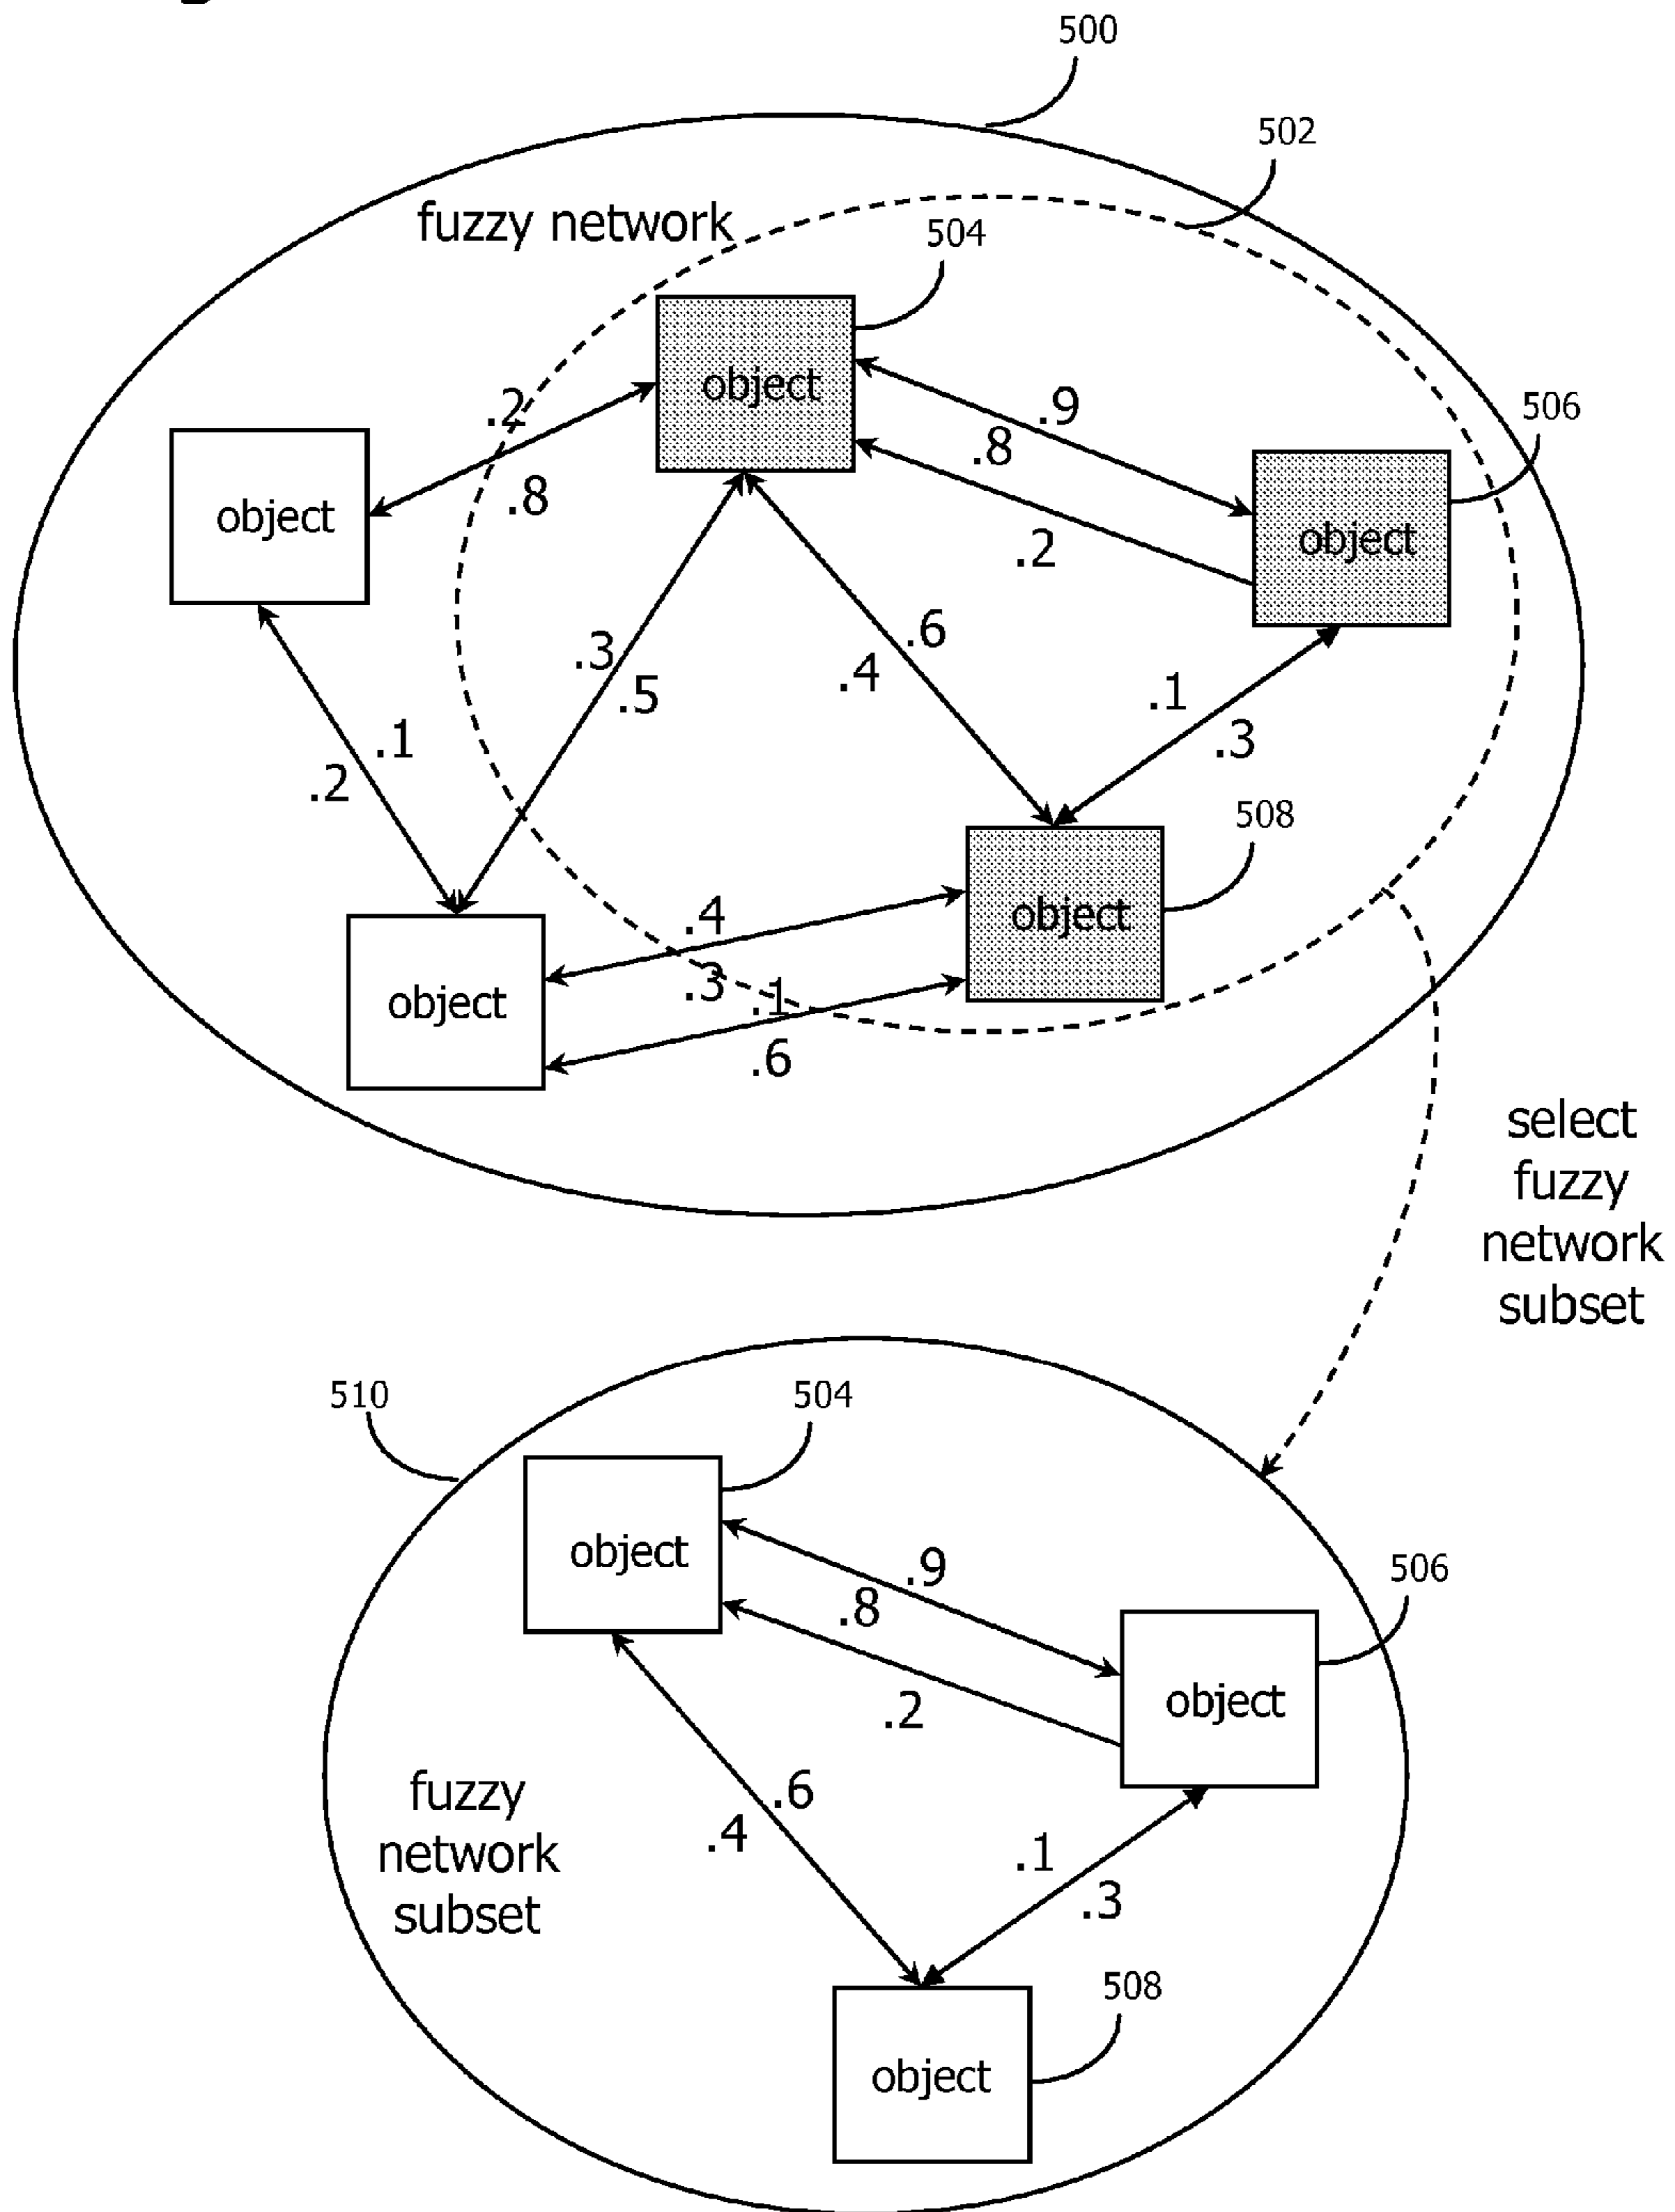 500
502
fuzzy network
504
object
.2
.9
506
.8
object
.8
object
.2
.3
.5
.6
.4
.1
.3
.1
.2
508
object
.4
.3
object
.1
.6
select
fuzzy
network
subset
510
504
object
.9
506
.8
object
.2
fuzzy
network
subset
.6
.4
.1
.3
508
object